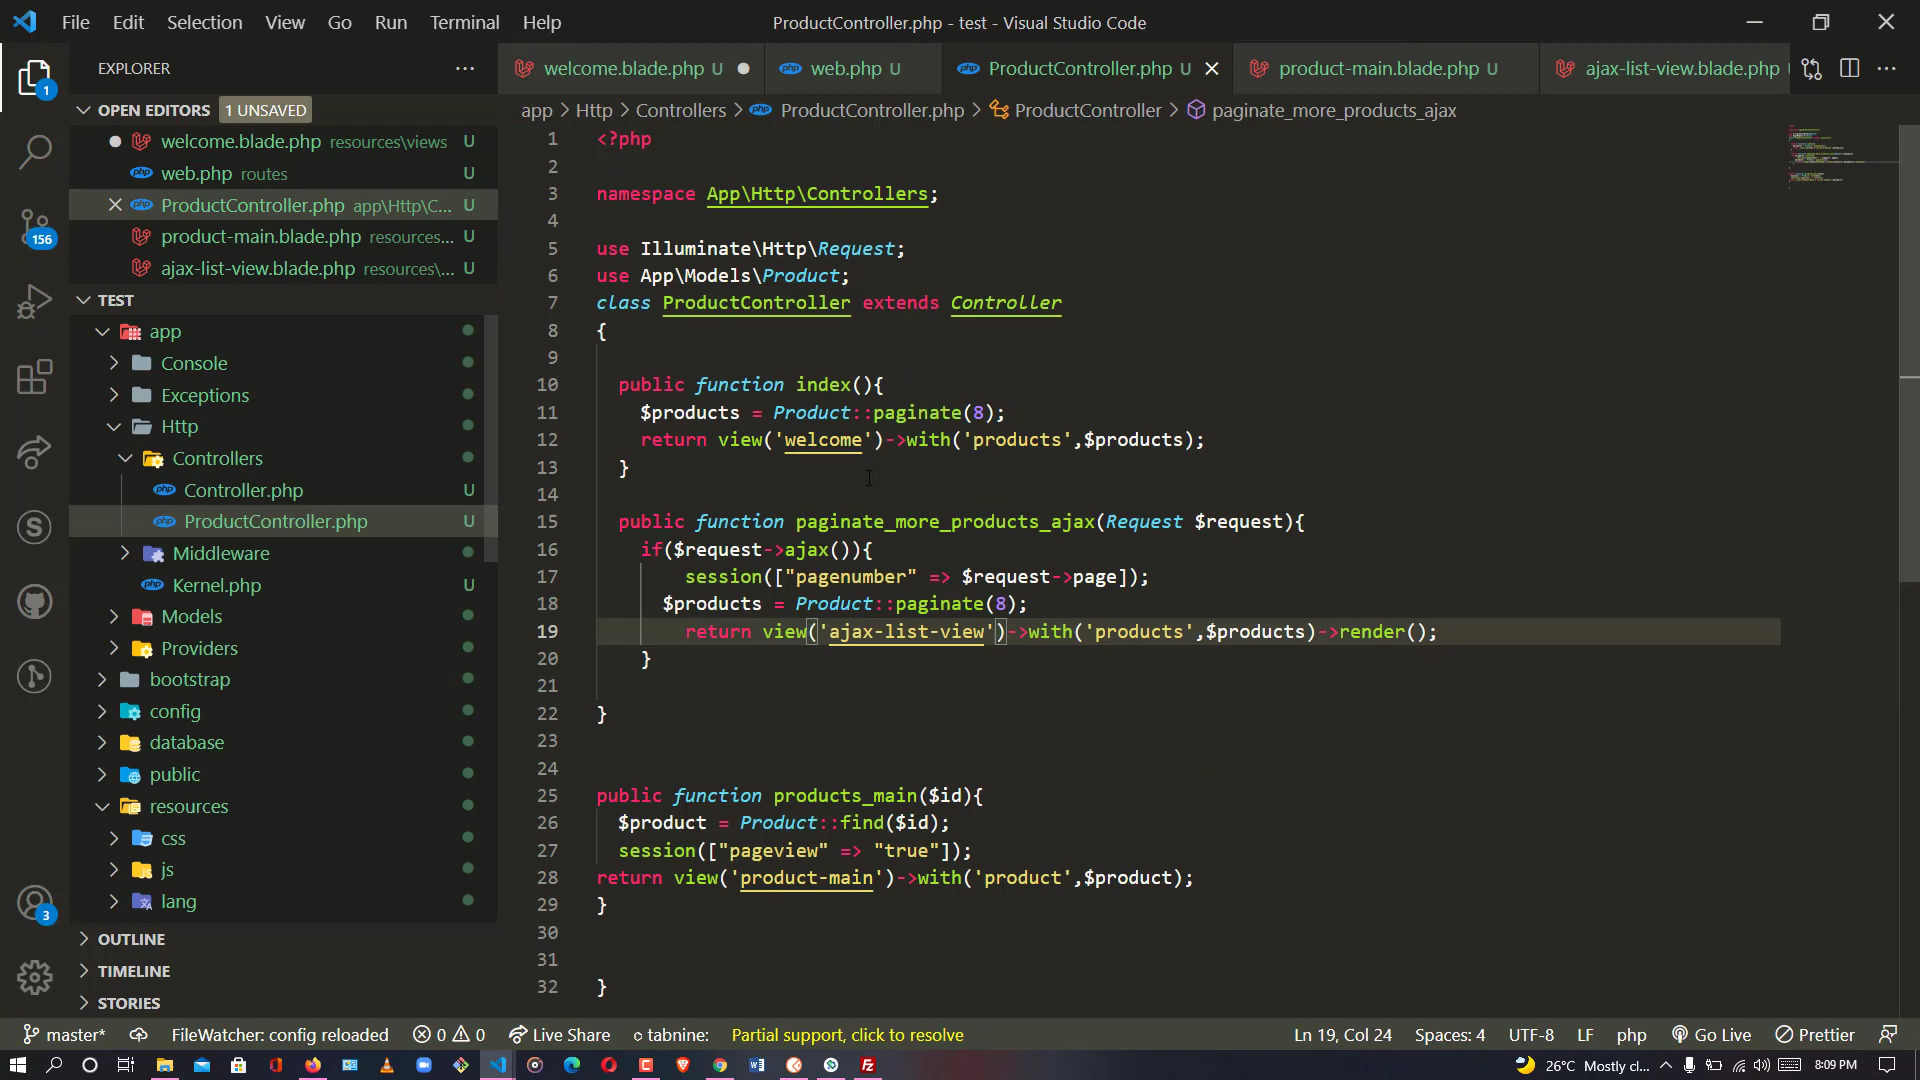 File Edit Selection View Go Run Terminal Help
ProductController.php - test - Visual Studio Code
EXPLORER
welcome.blade.php U
web.php U
ProductController.php U
product-main.blade.php U
ajax-list-view.blade.php U
OPEN EDITORS 1 UNSAVED
app > Http > Controllers > ProductController.php > ProductController > paginate_more_products_ajax
welcome.blade.php resources\views U
web.php routes U
ProductController.php app\Http\C... U
product-main.blade.php resources... U
ajax-list-view.blade.php resources\... U
TEST
app
Console
Exceptions
Http
Controllers
Controller.php U
ProductController.php U
Middleware
Kernel.php U
Models
Providers
bootstrap
config
database
public
resources
css
js
lang
OUTLINE
TIMELINE
STORIES
1
156
3
1 <?php
2
3 namespace App\Http\Controllers;
4
5 use Illuminate\Http\Request;
6 use App\Models\Product;
7 class ProductController extends Controller
8 {
9
10 public function index(){
11 $products = Product::paginate(8);
12 return view('welcome')->with('products',$products);
13 }
14
15 public function paginate_more_products_ajax(Request $request){
16 if($request->ajax()){
17 session(["pagenumber" => $request->page]);
18 $products = Product::paginate(8);
19 return view('ajax-list-view')->with('products',$products)->render();
20 }
21
22 }
23
24
25 public function products_main($id){
26 $product = Product::find($id);
27 session(["pageview" => "true"]);
28 return view('product-main')->with('product',$product);
29 }
30
31
32 }
master* FileWatcher: config reloaded 0 0 Live Share tabnine: Partial support, click to resolve Ln 19, Col 24 Spaces: 4 UTF-8 LF php Go Live Prettier
26°C Mostly cl... 8:09 PM